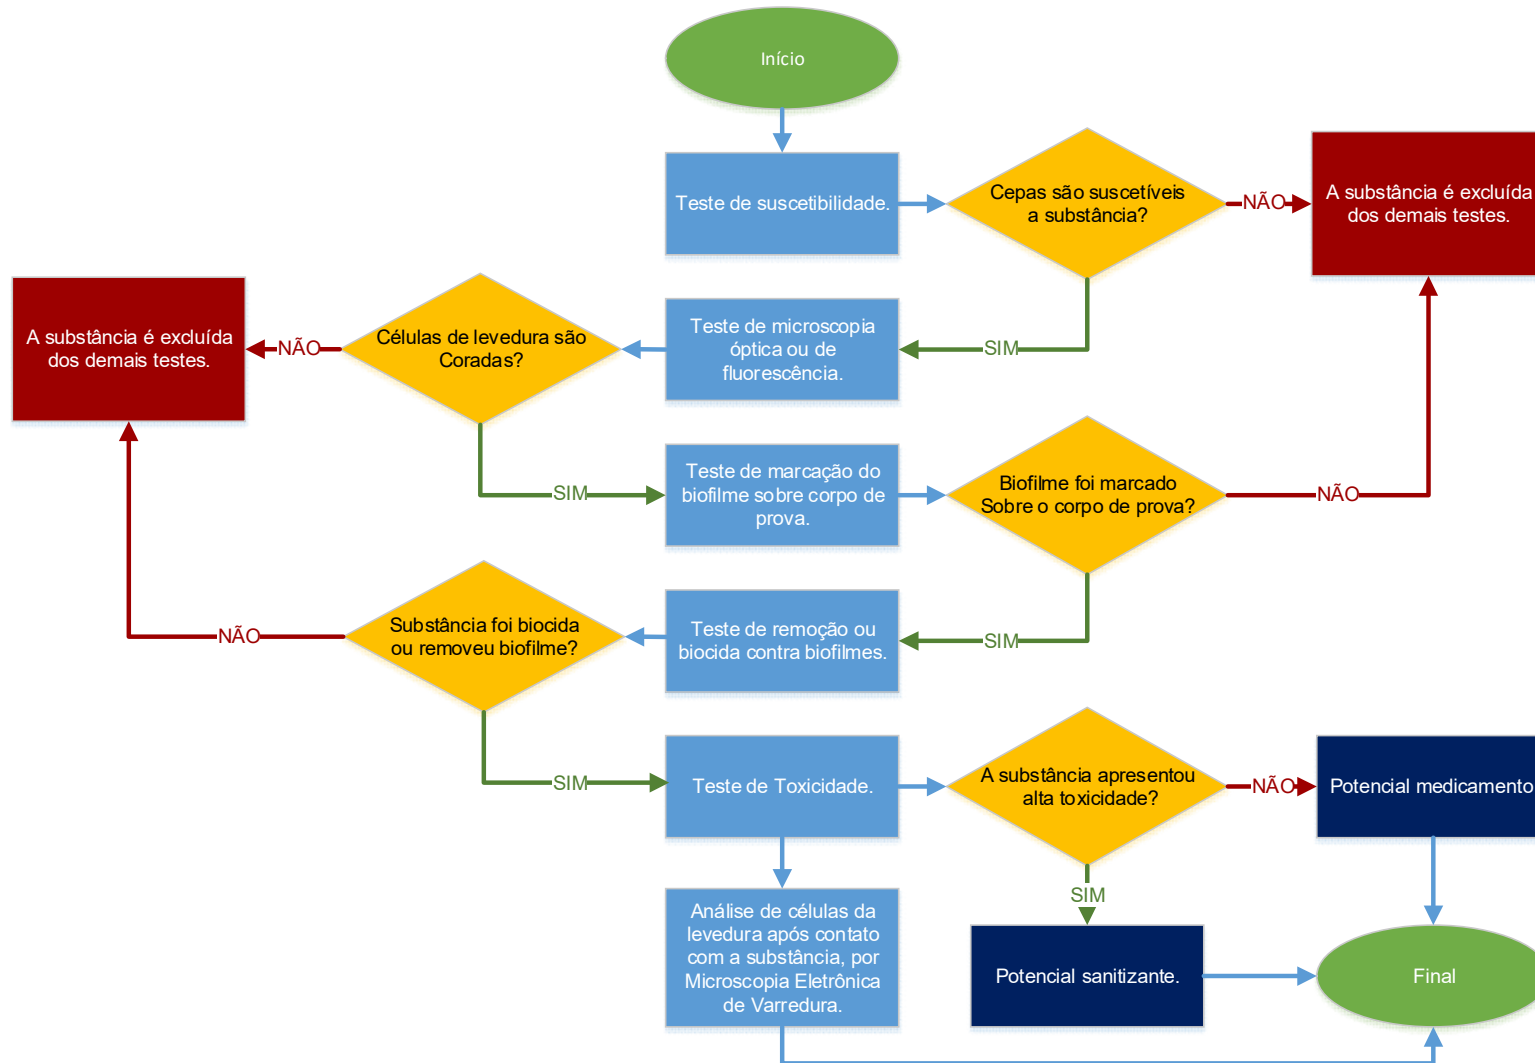 Início
Teste de suscetibilidade.
Cepas são suscetíveis
a substância?
NÃO
A substância é excluída
dos demais testes.
SIM
Teste de microscopia
óptica ou de
fluorescência.
Células de levedura são
Coradas?
NÃO
A substância é excluída
dos demais testes.
SIM
Teste de marcação do
biofilme sobre corpo de
prova.
Biofilme foi marcado
Sobre o corpo de prova?
NÃO
SIM
Teste de remoção ou
biocida contra biofilmes.
Substância foi biocida
ou removeu biofilme?
NÃO
SIM
Teste de Toxicidade.
A substância apresentou
alta toxicidade?
NÃO
Potencial medicamento
SIM
Análise de células da
levedura após contato
com a substância, por
Microscopia Eletrônica
de Varredura.
Potencial sanitizante.
Final